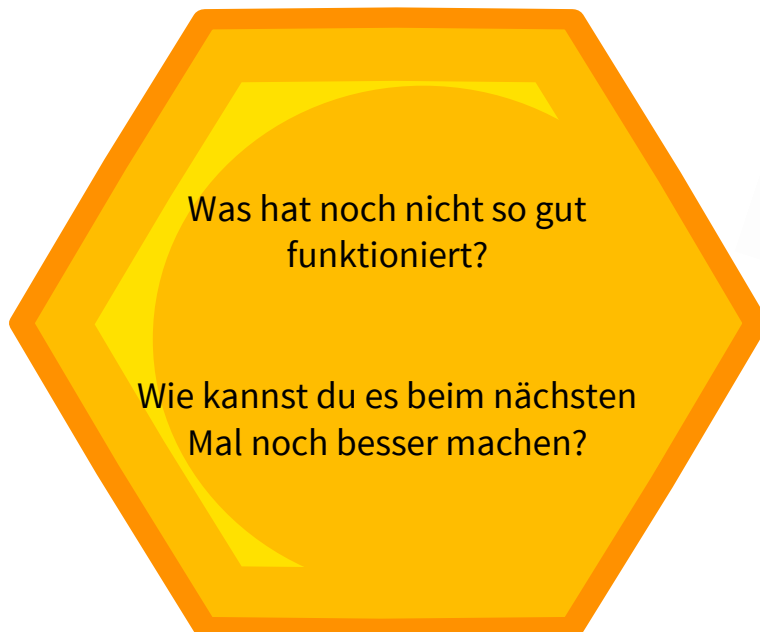 Was hat noch nicht so gut
funktioniert?
Wie kannst du es beim nächsten
Mal noch besser machen?